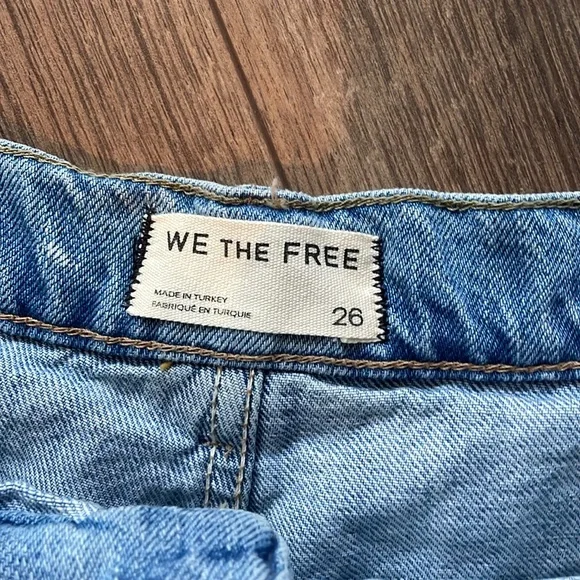 WE THE FREE
MADE IN TURKEY
FABRIQUÉ EN TURQUIE
26